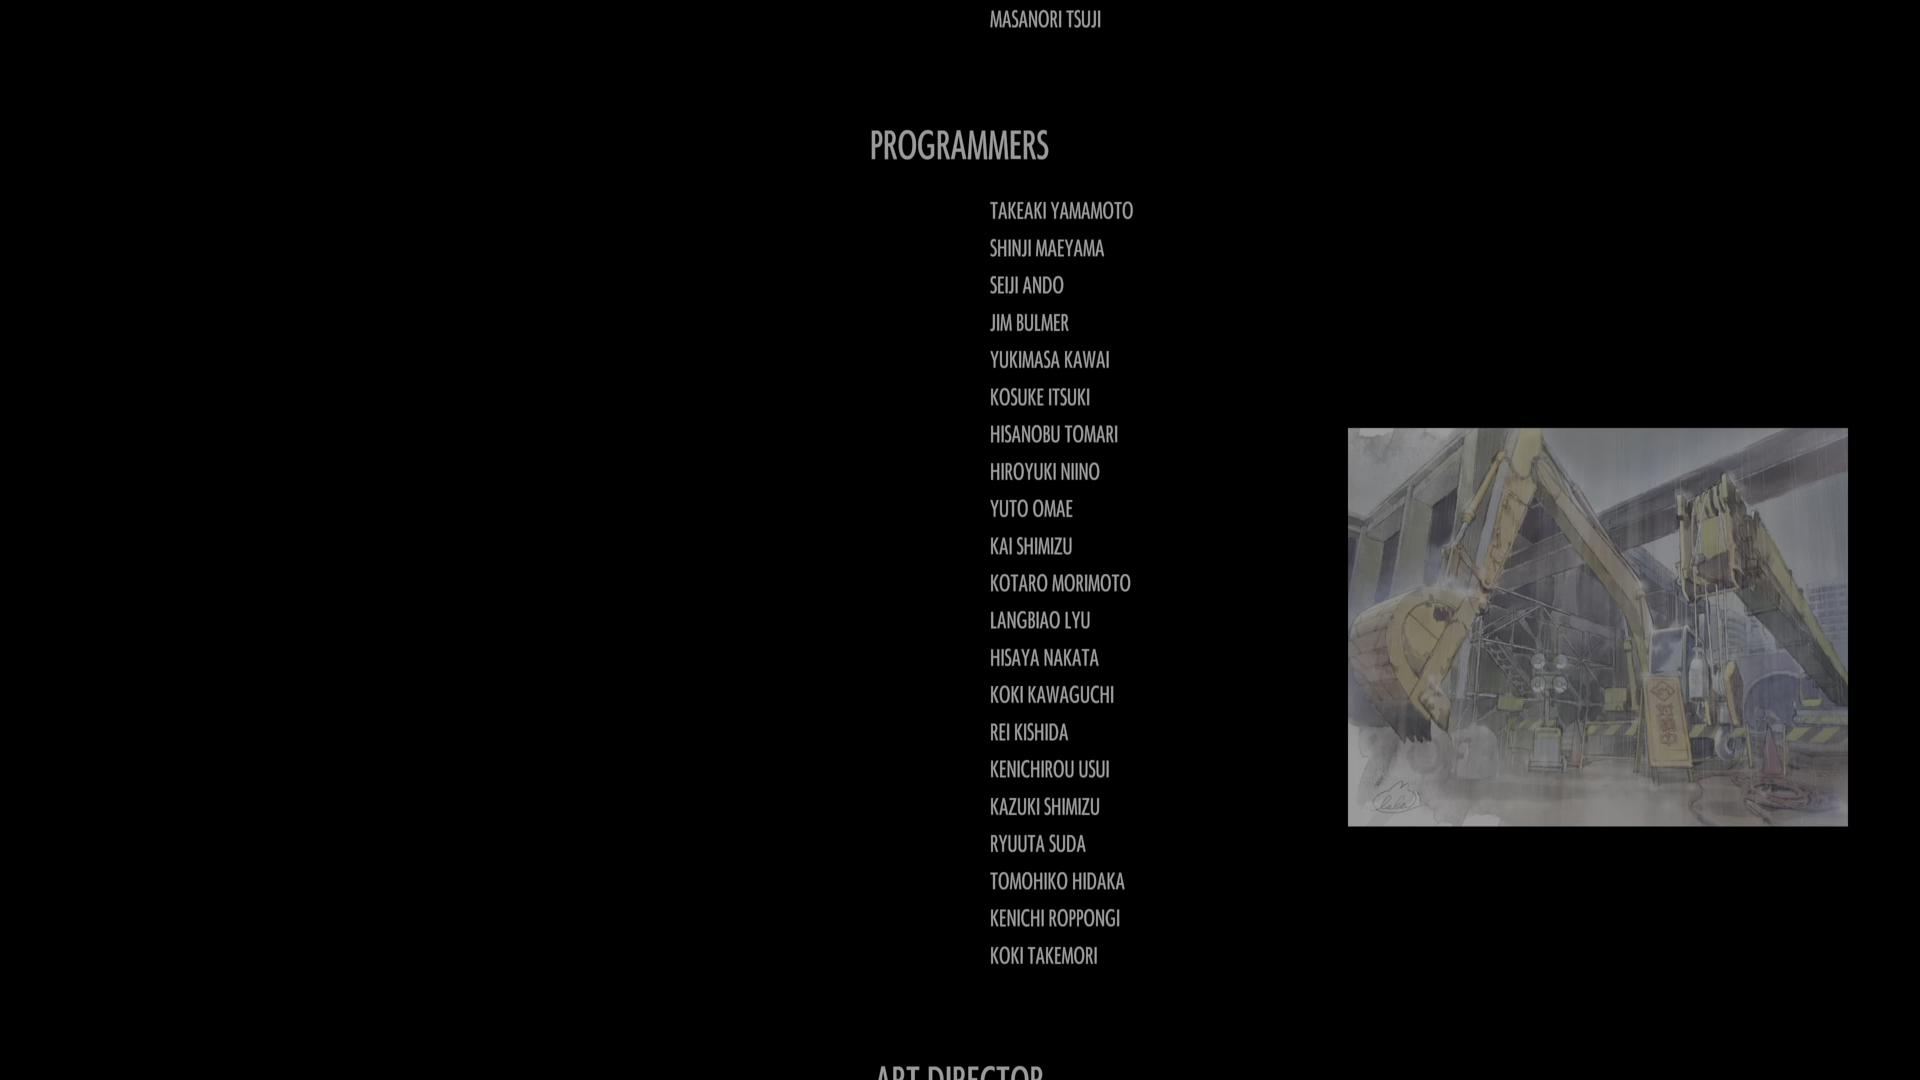 MASANORI TSUJI
PROGRAMMERS
TAKEAKI YAMAMOTO
SHINJI MAEYAMA
SEIJI ANDO
JIM BULMER
YUKIMASA KAWAI
KOSUKE ITSUKI
HISANOBU TOMARI
HIROYUKI NIINO
YUTO OMAE
KAI SHIMIZU
KOTARO MORIMOTO
LANGBIAO LYU
HISAYA NAKATA
KOKI KAWAGUCHI
REI KISHIDA
KENICHIROU USUI
KAZUKI SHIMIZU
RYUUTA SUDA
TOMOHIKO HIDAKA
KENICHI ROPPONGI
KOKI TAKEMORI
ART DIRECTOR